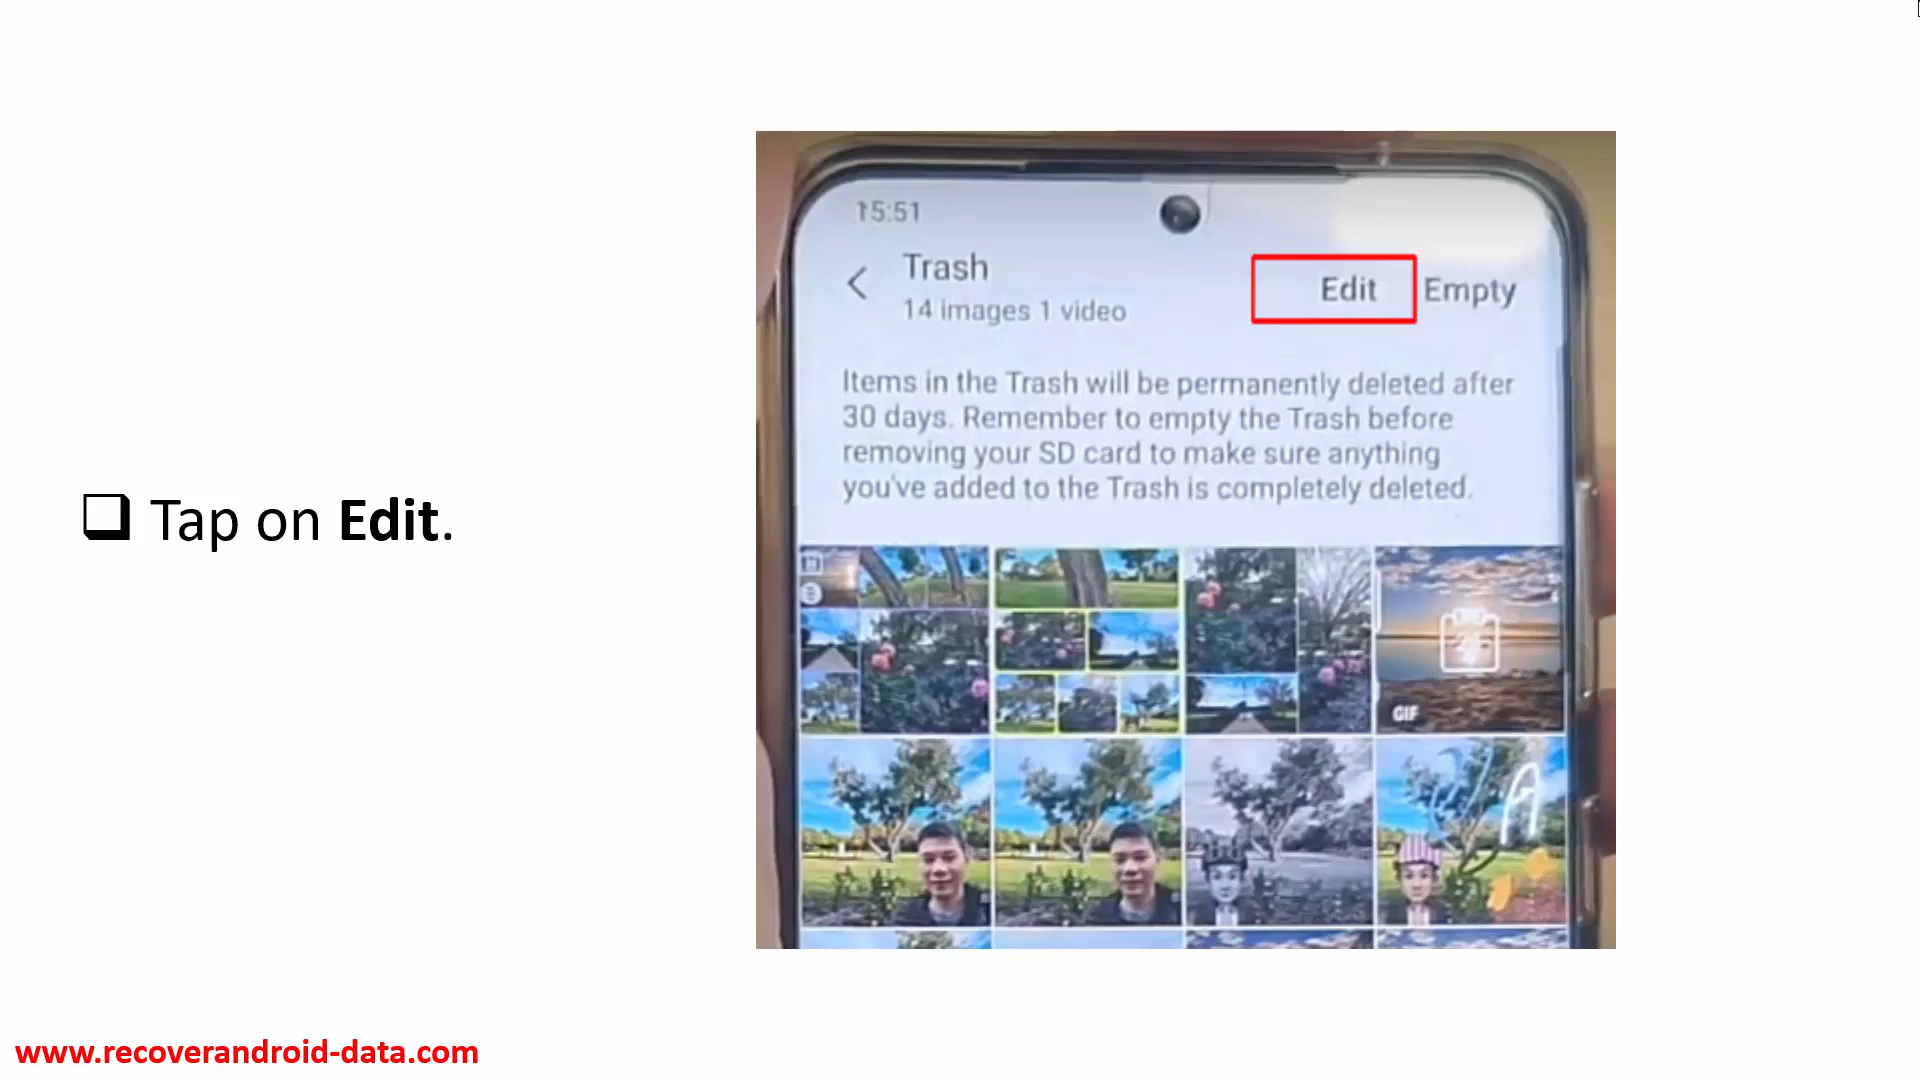 15:51
Trash
14 images 1 video
Edit
Empty
Items in the Trash will be permanently deleted after
30 days. Remember to empty the Trash before
removing your SD card to make sure anything
you've added to the Trash is completely deleted.
Tap on Edit.
GIF
A
www.recoverandroid-data.com